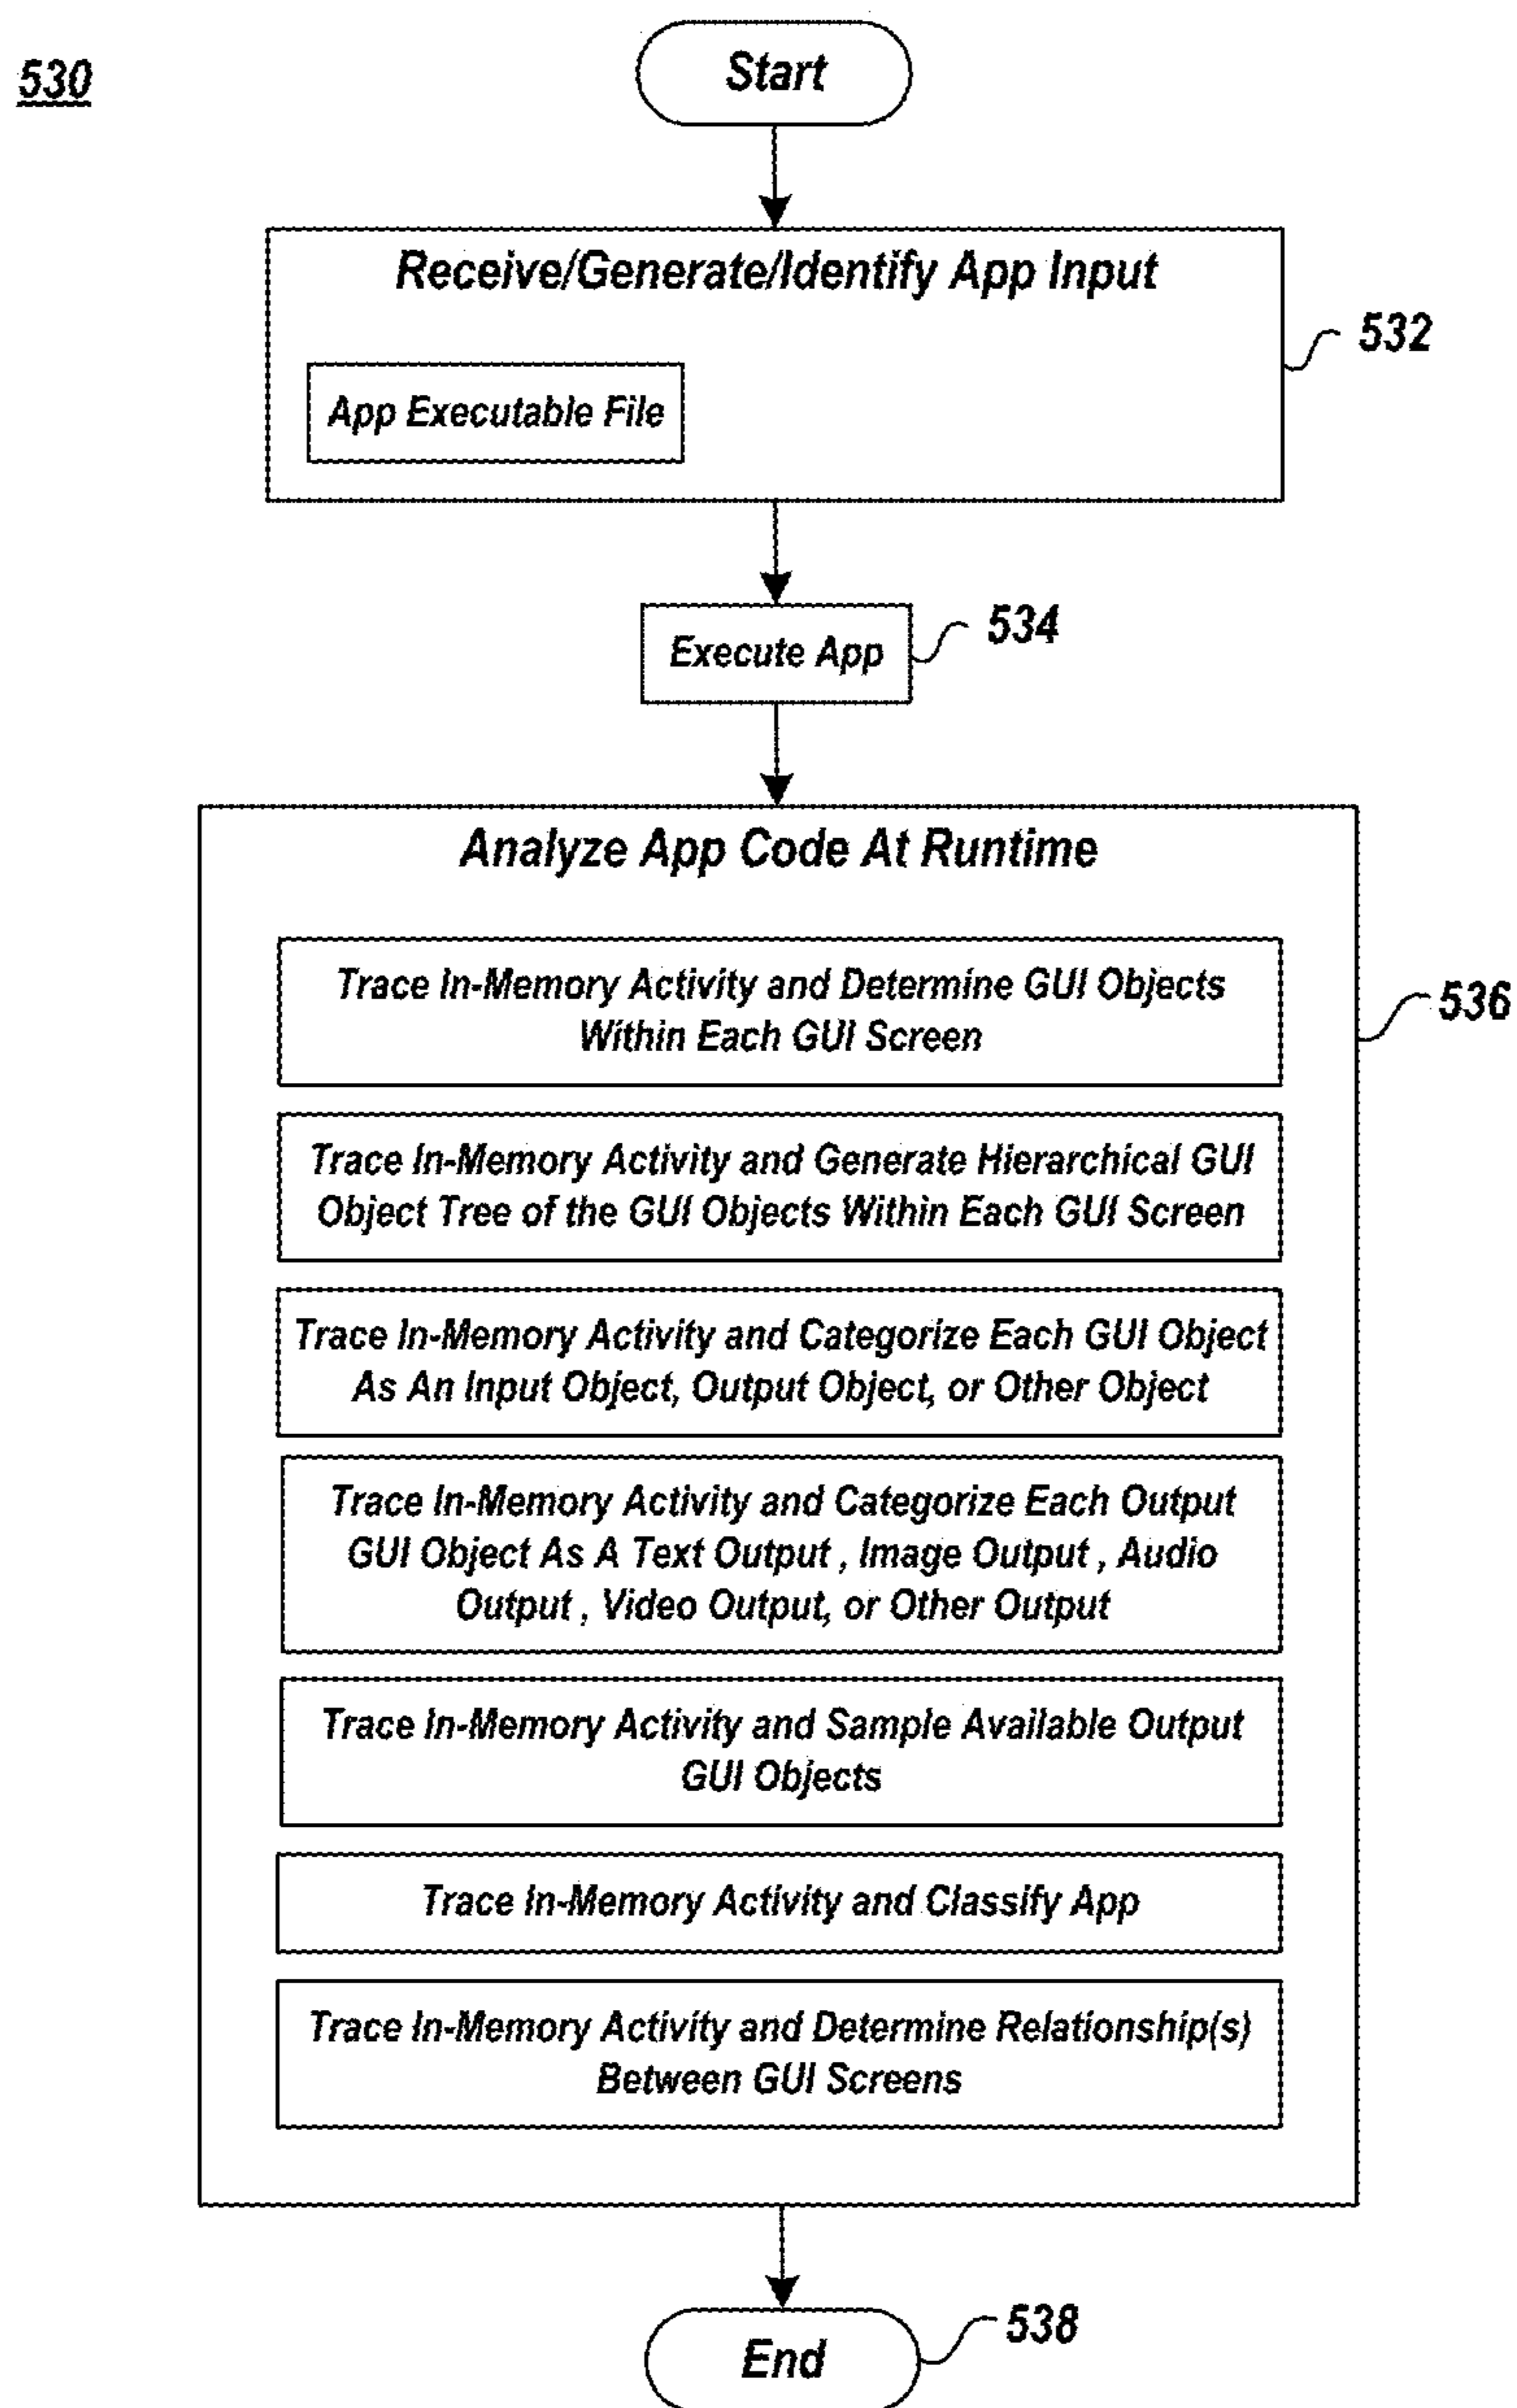 530
Start
Receive/Generate/Identify App Input
532
App Executable File
534
Execute App
Analyze App Code At Runtime
Trace In-Memory Activity and Determine GUI Objects
Within Each GUI Screen
536
Trace In-Memory Activity and Generate Hierarchical GUI
Object Tree of the GUI Objects Within Each GUI Screen
Trace In-Memory Activity and Categorize Each GUI Object
As An Input Object, Output Object, or Other Object
Trace In-Memory Activity and Categorize Each Output
GUI Object As A Text Output , Image Output , Audio
Output , Video Output, or Other Output
Trace In-Memory Activity and Sample Available Output
GUI Objects
Trace In-Memory Activity and Classify App
Trace In-Memory Activity and Determine Relationship(s)
Between GUI Screens
538
End